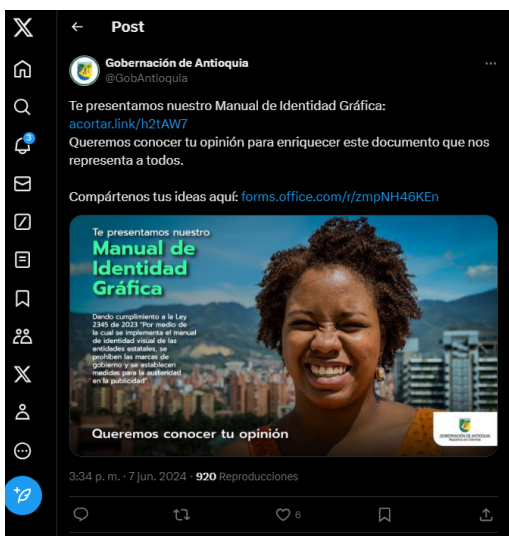 Post
Gobernación de Antioquia
@GobAntioquia
Te presentamos nuestro Manual de Identidad Gráfica:
acortar.link/h2tAW7
Queremos conocer tu opinión para enriquecer este documento que nos
representa a todos.
Compártenos tus ideas aquí: forms.office.com/r/zmpNH46KEn
Te presentamos nuestro
Manual de
Identidad
Gráfica
Dando cumplimiento a la Ley
2345 de 2023 "Por medio de
la cual se implementa el manual
de identidad visual de las
entidades estatales, se
prohíben las marcas de
gobierno y se establecen
medidas para la austeridad
en la publicidad"
Queremos conocer tu opinión
GOBERNACIÓN DE ANTIOQUIA
República de Colombia
3:34 p. m. · 7 jun. 2024 · 920 Reproducciones
6
3